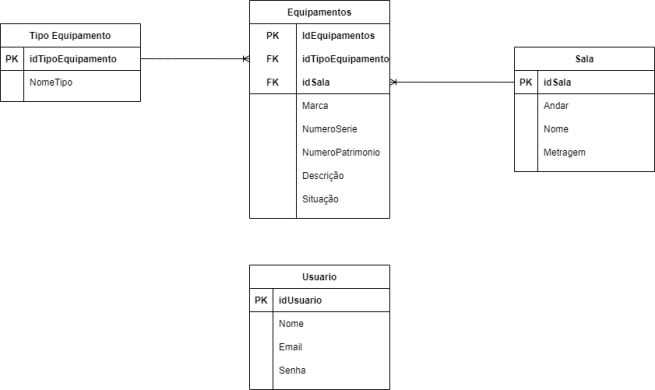 Tipo Equipamento
PK idTipoEquipamento
NomeTipo
Equipamentos
PK IdEquipamentos
FK idTipoEquipamento
FK idSala
Marca
NumeroSerie
NumeroPatrimonio
Descrição
Situação
Sala
PK idSala
Andar
Nome
Metragem
Usuario
PK idUsuario
Nome
Email
Senha